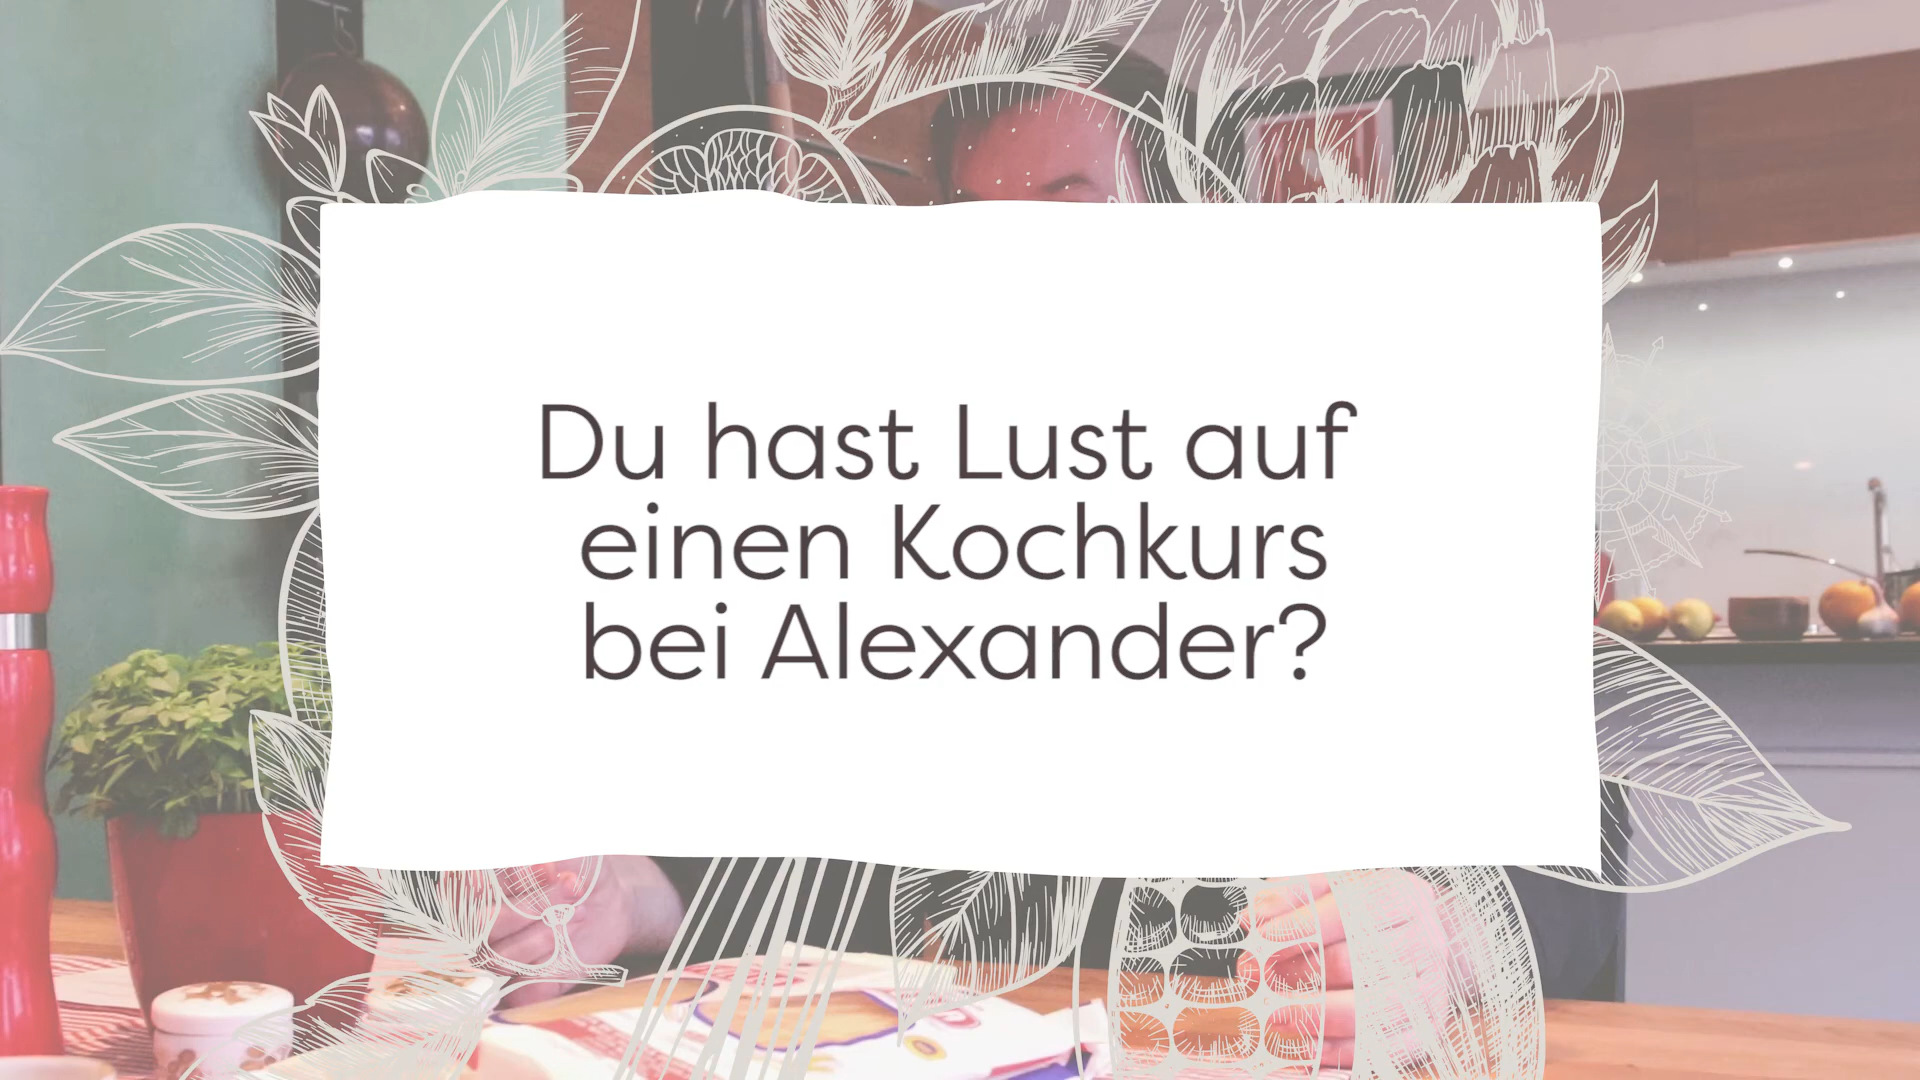 Du hast Lust auf
einen Kochkurs
bei Alexander?